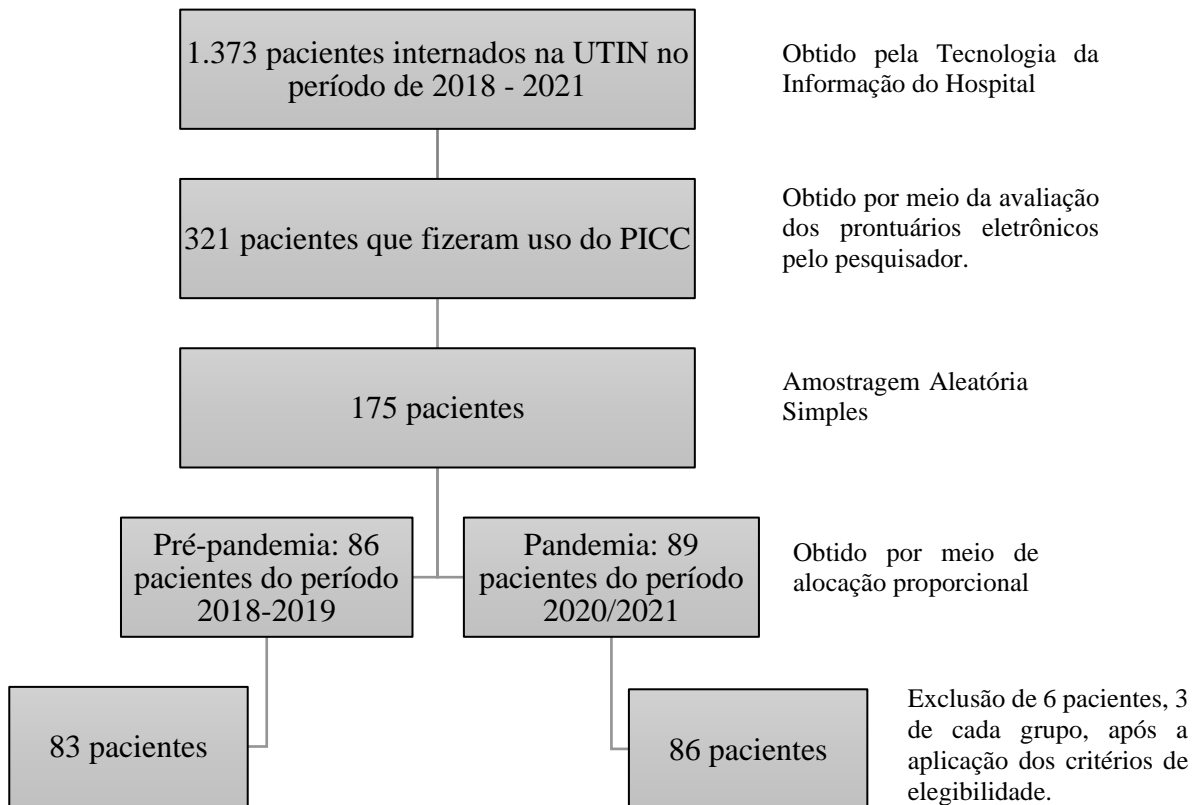 1.373 pacientes internados na UTIN no
período de 2018 - 2021
Obtido pela Tecnologia da
Informação do Hospital
321 pacientes que fizeram uso do PICC
Obtido por meio da avaliação
dos prontuários eletrônicos
pelo pesquisador.
175 pacientes
Amostragem Aleatória
Simples
Pré-pandemia: 86
pacientes do período
2018-2019
Pandemia: 89
pacientes do período
2020/2021
Obtido por meio de
alocação proporcional
83 pacientes
86 pacientes
Exclusão de 6 pacientes, 3
de cada grupo, após a
aplicação dos critérios de
elegibilidade.